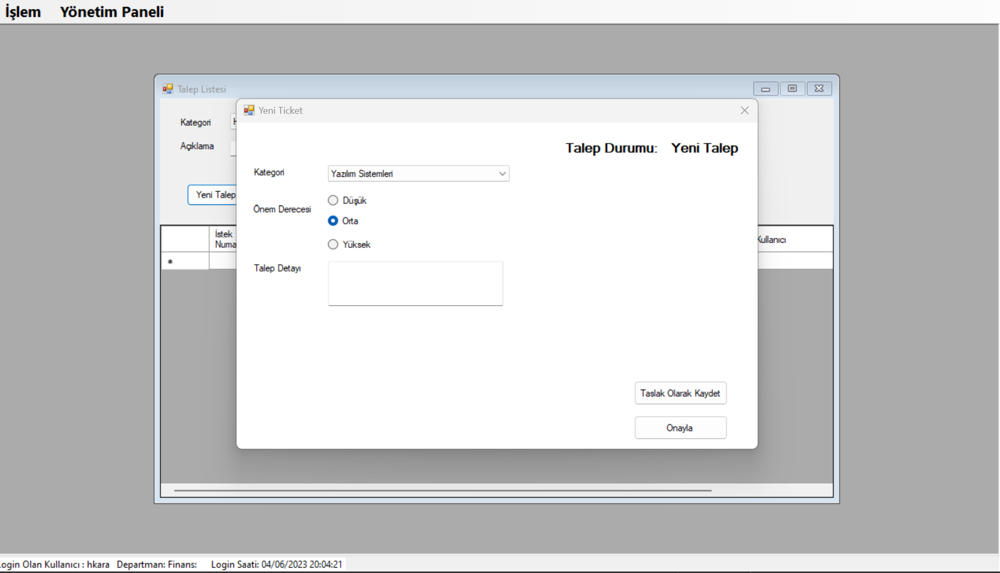 İşlem Yönetim Paneli
Talep Listesi
Yeni Ticket
Kategori
Açıklama
Talep Durumu: Yeni Talep
Kategori Yazılım Sistemleri
Önem Derecesi
Düşük
Orta
Yüksek
Yeni Talep
İstek
Kullanıcı
Talep Detayı
Taslak Olarak Kaydet
Onayla
Login Olan Kullanıcı : hkara Departman: Finans: Login Saati: 04/06/2023 20:04:21